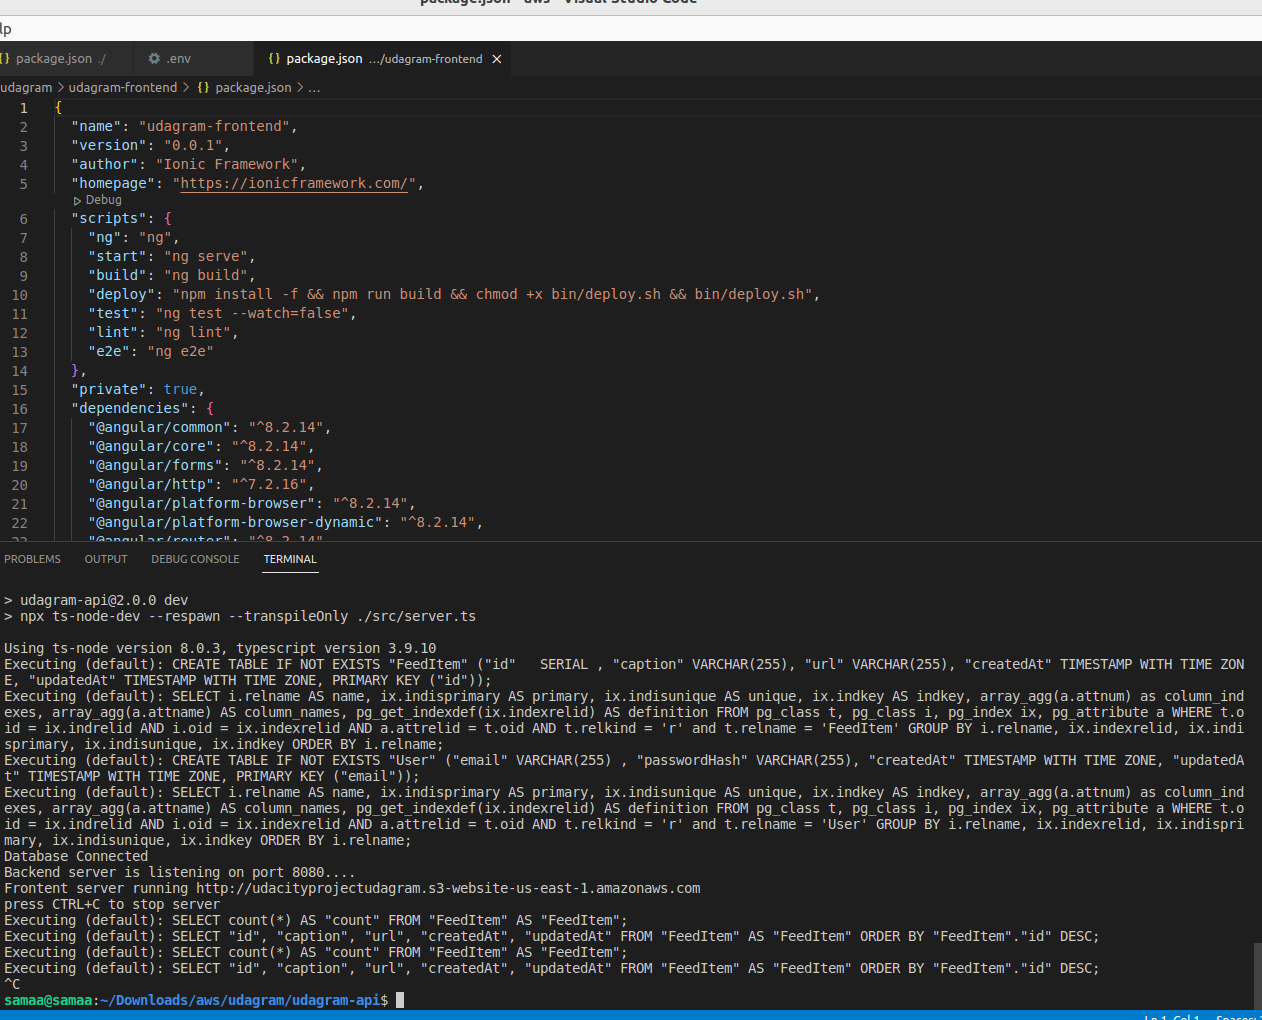 package.json - aws - Visual Studio Code
lp
{} package.json ./
.env
{} package.json .../udagram-frontend ×
udagram > udagram-frontend > {} package.json > ...
1 {
2 "name": "udagram-frontend",
3 "version": "0.0.1",
4 "author": "Ionic Framework",
5 "homepage": "https://ionicframework.com/",
Debug
6 "scripts": {
7 "ng": "ng",
8 "start": "ng serve",
9 "build": "ng build",
10 "deploy": "npm install -f && npm run build && chmod +x bin/deploy.sh && bin/deploy.sh",
11 "test": "ng test --watch=false",
12 "lint": "ng lint",
13 "e2e": "ng e2e"
14 },
15 "private": true,
16 "dependencies": {
17 "@angular/common": "^8.2.14",
18 "@angular/core": "^8.2.14",
19 "@angular/forms": "^8.2.14",
20 "@angular/http": "^7.2.16",
21 "@angular/platform-browser": "^8.2.14",
22 "@angular/platform-browser-dynamic": "^8.2.14",
23 "@angular/router": "^8.2.14"
PROBLEMS OUTPUT DEBUG CONSOLE TERMINAL
> udagram-api@2.0.0 dev
> npx ts-node-dev --respawn --transpileOnly ./src/server.ts
Using ts-node version 8.0.3, typescript version 3.9.10
Executing (default): CREATE TABLE IF NOT EXISTS "FeedItem" ("id"   SERIAL , "caption" VARCHAR(255), "url" VARCHAR(255), "createdAt" TIMESTAMP WITH TIME ZON
E, "updatedAt" TIMESTAMP WITH TIME ZONE, PRIMARY KEY ("id"));
Executing (default): SELECT i.relname AS name, ix.indisprimary AS primary, ix.indisunique AS unique, ix.indkey AS indkey, array_agg(a.attnum) as column_ind
exes, array_agg(a.attname) AS column_names, pg_get_indexdef(ix.indexrelid) AS definition FROM pg_class t, pg_class i, pg_index ix, pg_attribute a WHERE t.o
id = ix.indrelid AND i.oid = ix.indexrelid AND a.attrelid = t.oid AND t.relkind = 'r' and t.relname = 'FeedItem' GROUP BY i.relname, ix.indexrelid, ix.indi
sprimary, ix.indisunique, ix.indkey ORDER BY i.relname;
Executing (default): CREATE TABLE IF NOT EXISTS "User" ("email" VARCHAR(255) , "passwordHash" VARCHAR(255), "createdAt" TIMESTAMP WITH TIME ZONE, "updatedA
t" TIMESTAMP WITH TIME ZONE, PRIMARY KEY ("email"));
Executing (default): SELECT i.relname AS name, ix.indisprimary AS primary, ix.indisunique AS unique, ix.indkey AS indkey, array_agg(a.attnum) as column_ind
exes, array_agg(a.attname) AS column_names, pg_get_indexdef(ix.indexrelid) AS definition FROM pg_class t, pg_class i, pg_index ix, pg_attribute a WHERE t.o
id = ix.indrelid AND i.oid = ix.indexrelid AND a.attrelid = t.oid AND t.relkind = 'r' and t.relname = 'User' GROUP BY i.relname, ix.indexrelid, ix.indispri
mary, ix.indisunique, ix.indkey ORDER BY i.relname;
Database Connected
Backend server is listening on port 8080....
Frontent server running http://udacityprojectudagram.s3-website-us-east-1.amazonaws.com
press CTRL+C to stop server
Executing (default): SELECT count(*) AS "count" FROM "FeedItem" AS "FeedItem";
Executing (default): SELECT "id", "caption", "url", "createdAt", "updatedAt" FROM "FeedItem" AS "FeedItem" ORDER BY "FeedItem"."id" DESC;
Executing (default): SELECT count(*) AS "count" FROM "FeedItem" AS "FeedItem";
Executing (default): SELECT "id", "caption", "url", "createdAt", "updatedAt" FROM "FeedItem" AS "FeedItem" ORDER BY "FeedItem"."id" DESC;
^C
samaa@samaa:~/Downloads/aws/udagram/udagram-api$
Ln 1, Col 1 Spaces: